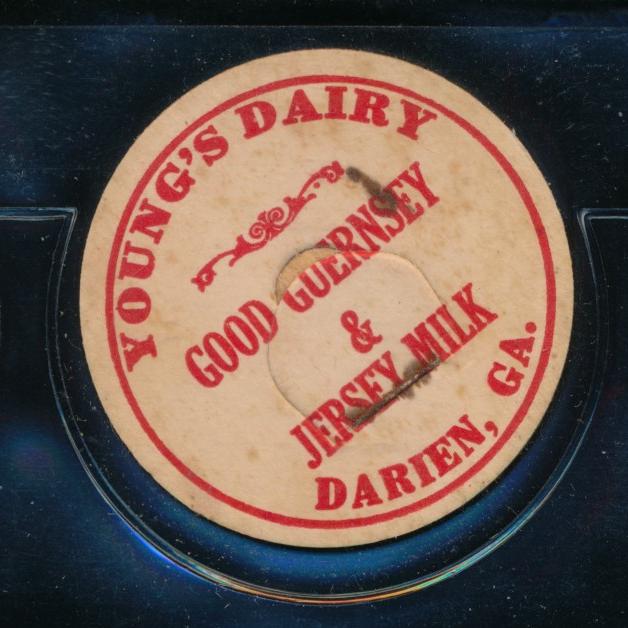 YOUNG'S DAIRY
GOOD GUERNSEY
&
JERSEY MILK
DARIEN, GA.